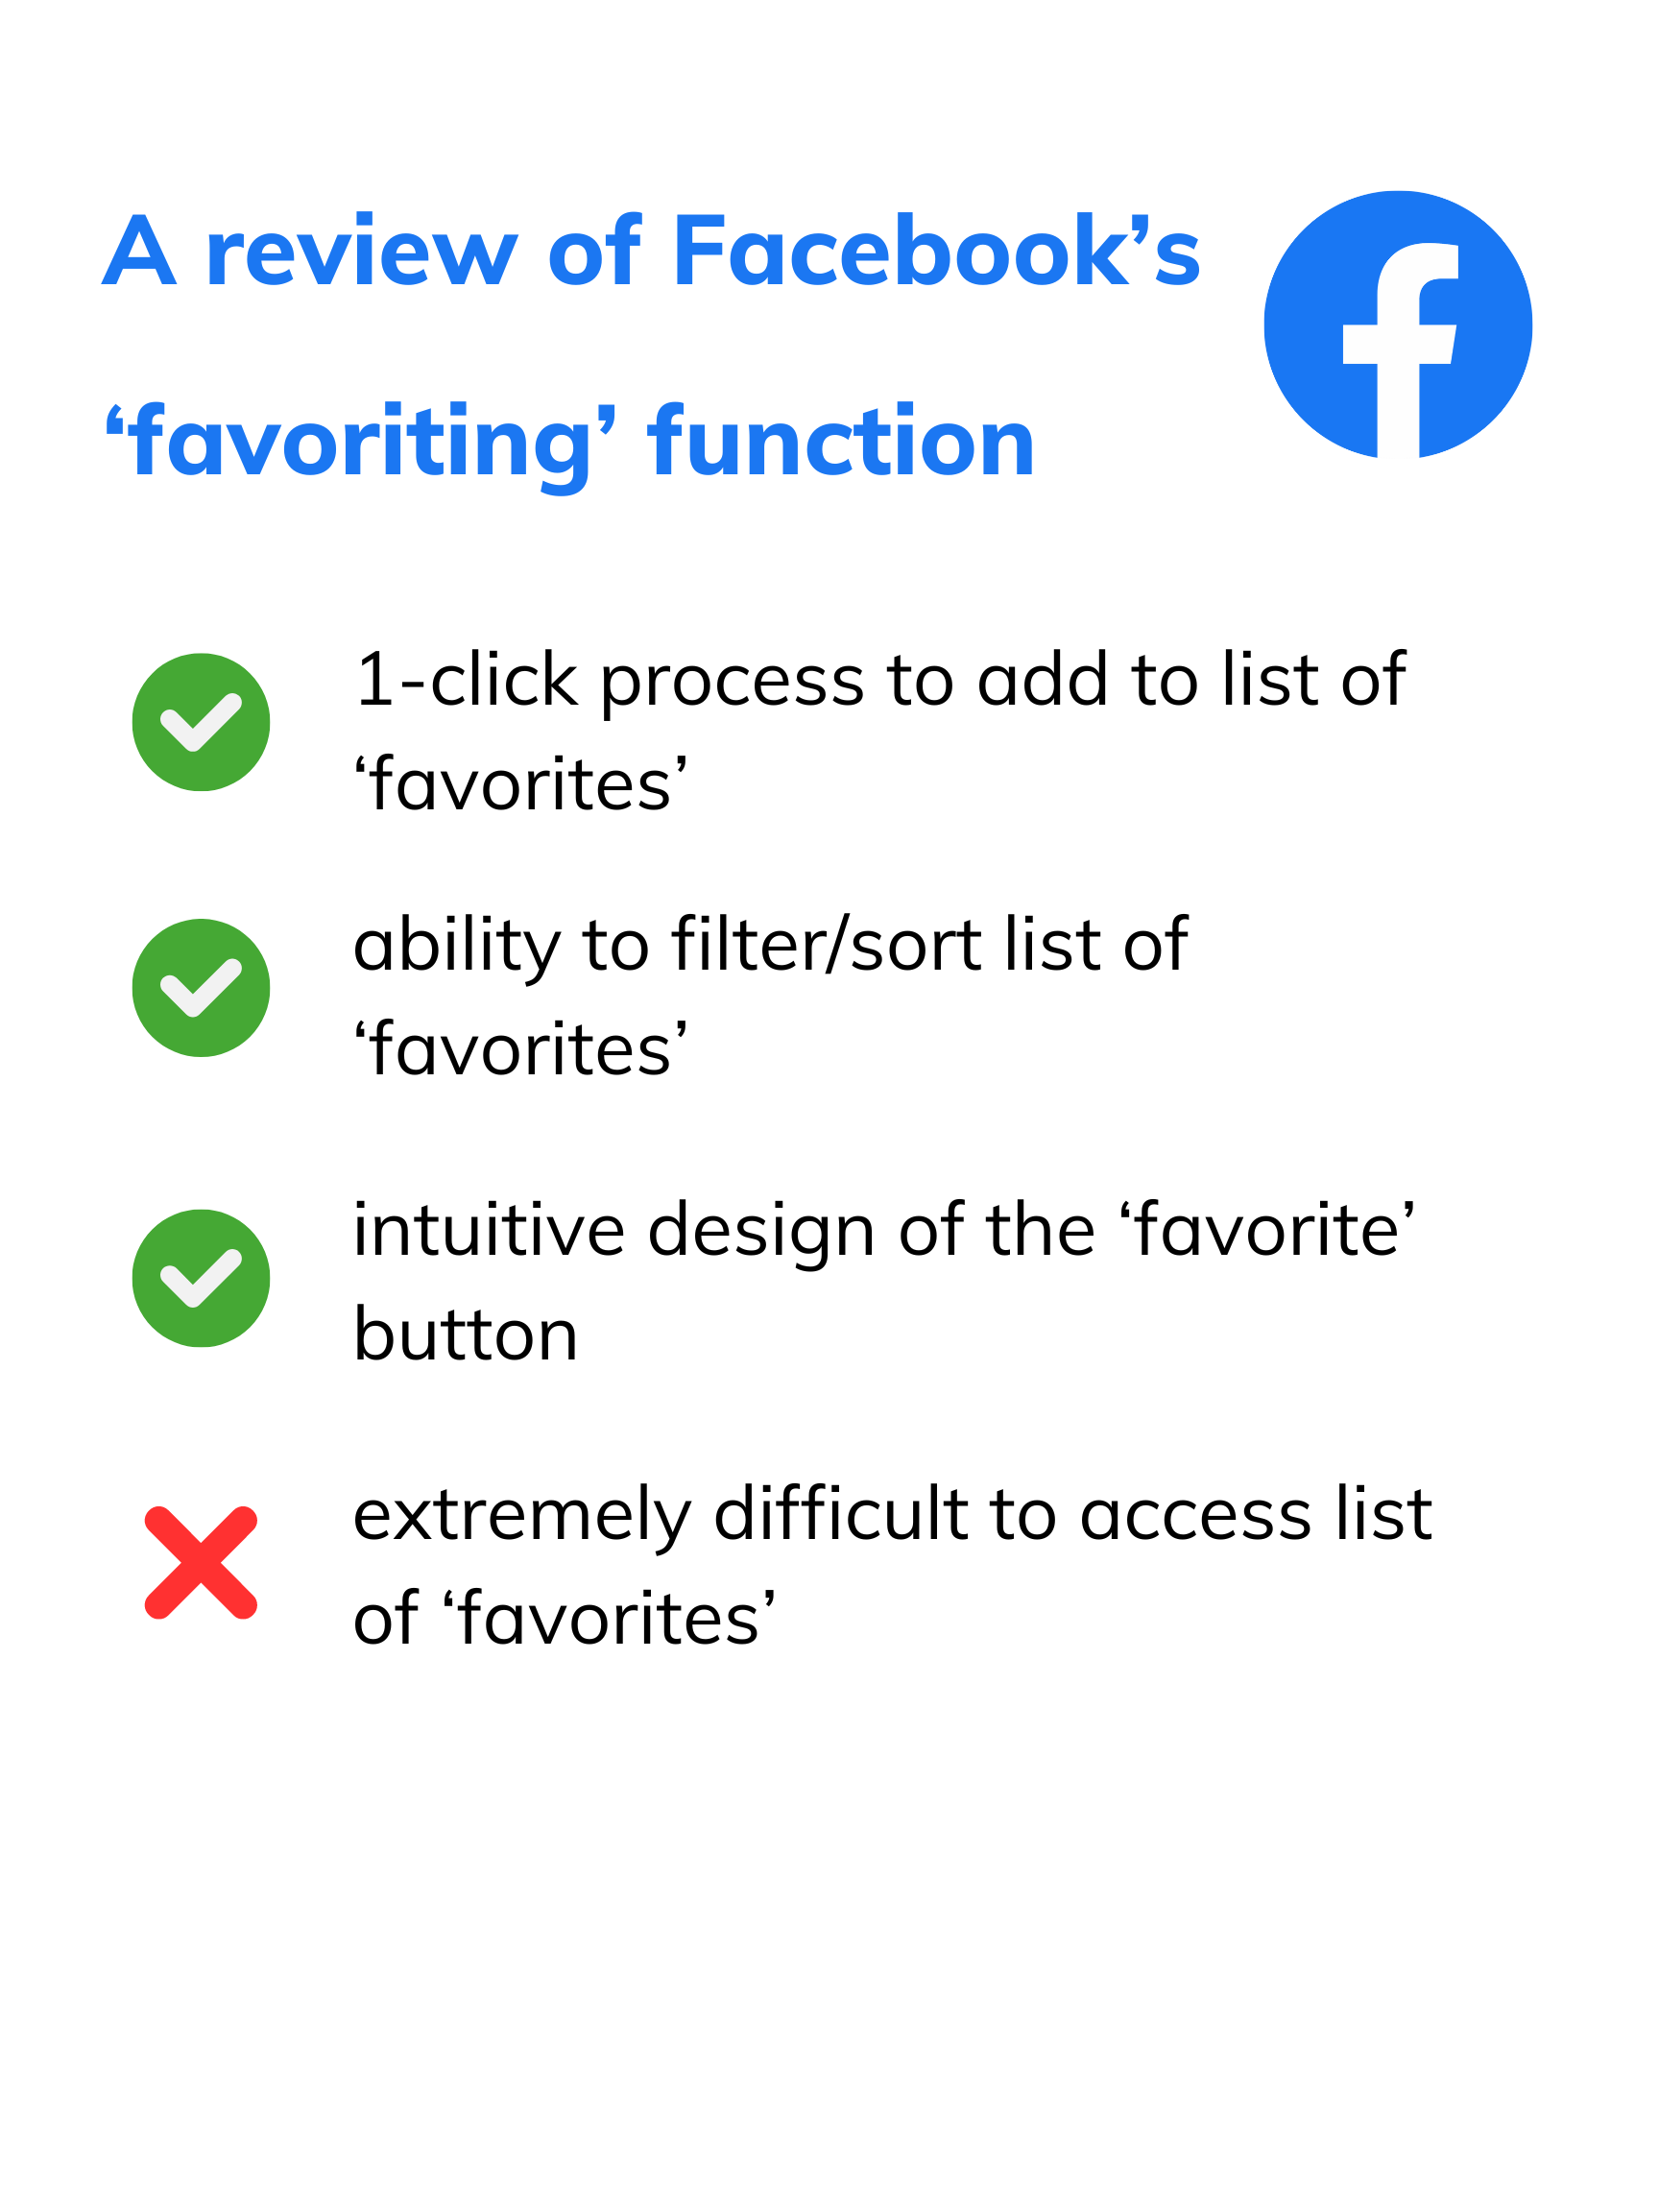 A review of Facebook’s
‘favoriting’ function
1-click process to add to list of
‘favorites’
ability to filter/sort list of
‘favorites’
intuitive design of the ‘favorite’
button
extremely difficult to access list
of ‘favorites’